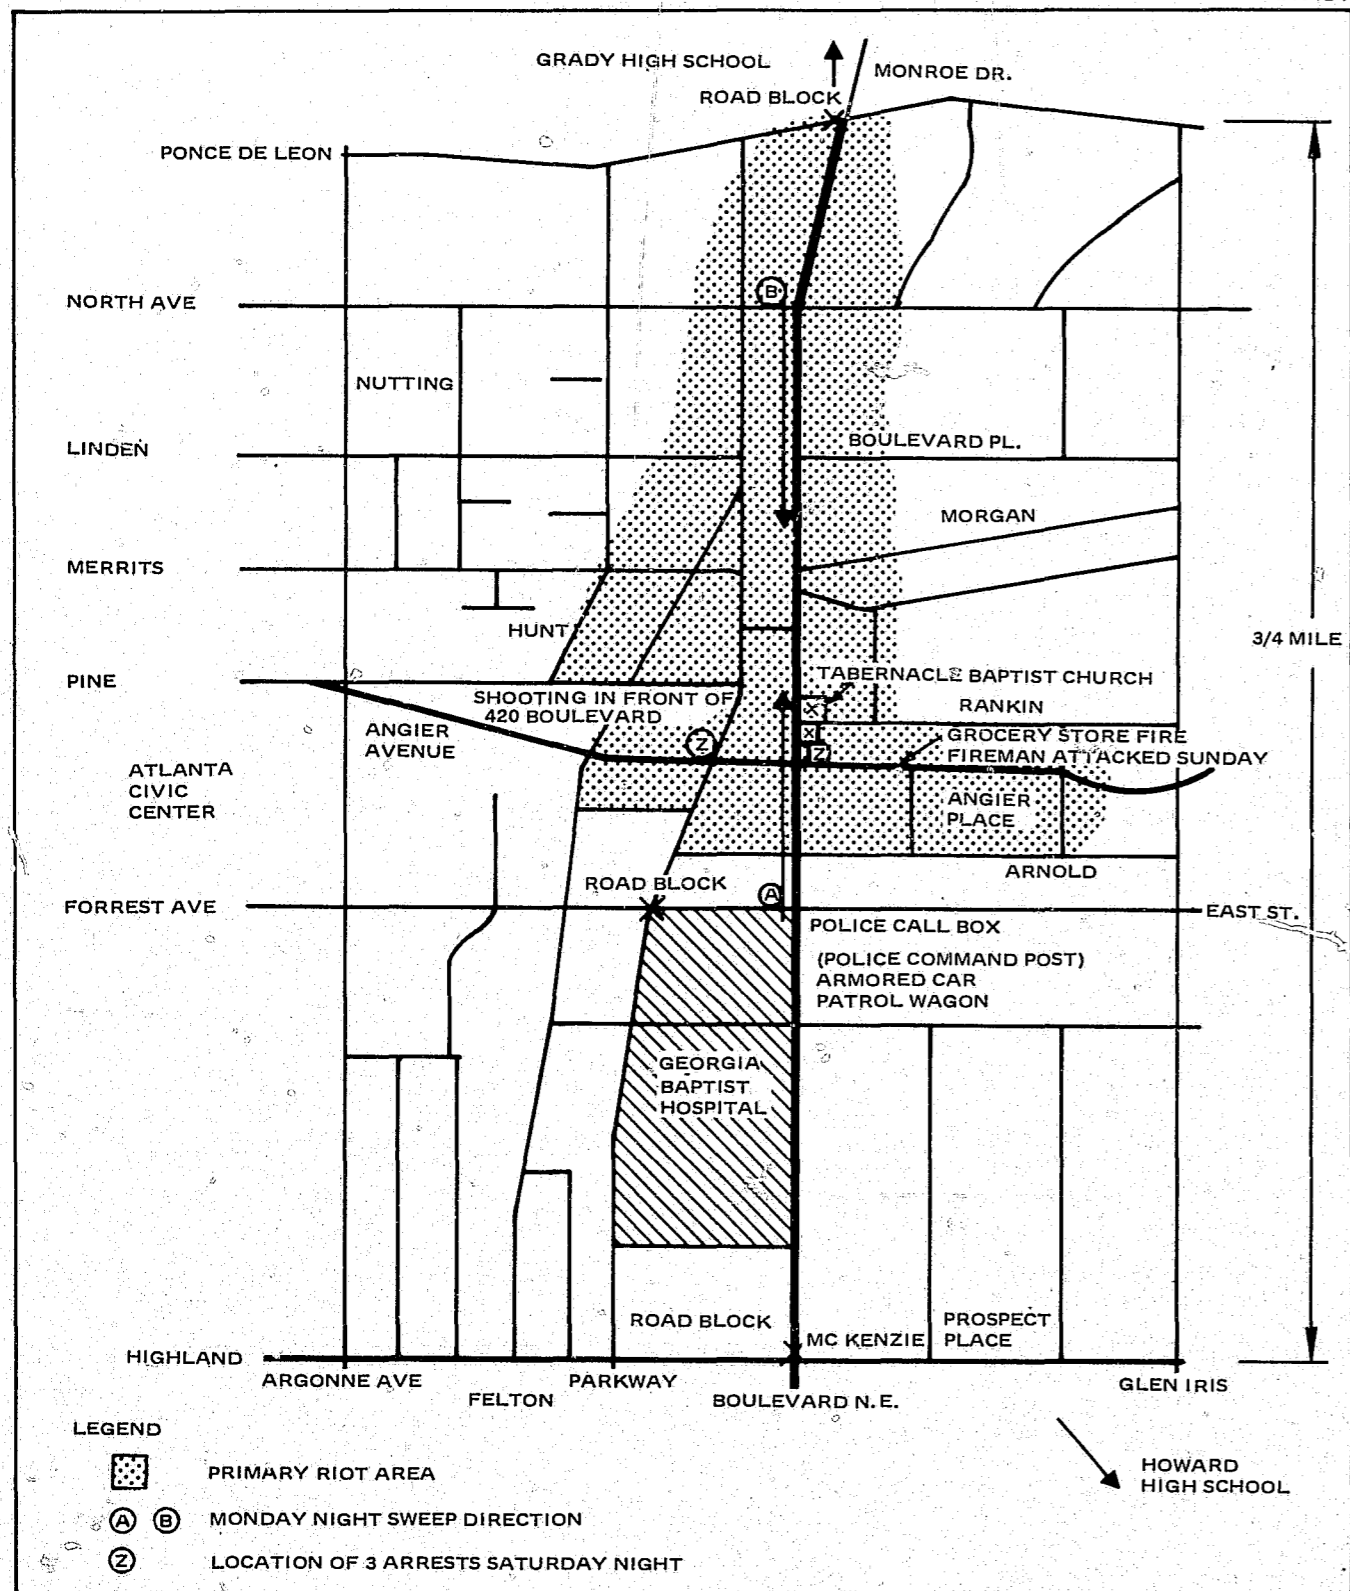 GRADY HIGH SCHOOL
MONROE DR.
ROAD BLOCK
PONCE DE LEON
NORTH AVE
B
NUTTING
LINDEN
BOULEVARD PL.
MORGAN
MERRITS
HUNT
3/4 MILE
TABERNACLE BAPTIST CHURCH
PINE
SHOOTING IN FRONT OF
420 BOULEVARD
X
RANKIN
ANGIER
AVENUE
Z
X
Z
GROCERY STORE FIRE
FIREMAN ATTACKED SUNDAY
ATLANTA
CIVIC
CENTER
ANGIER
PLACE
ARNOLD
ROAD BLOCK
A
FORREST AVE
EAST ST.
POLICE CALL BOX
(POLICE COMMAND POST)
ARMORED CAR
PATROL WAGON
GEORGIA
BAPTIST
HOSPITAL
ROAD BLOCK
MC KENZIE
PROSPECT
PLACE
HIGHLAND
ARGONNE AVE
FELTON
PARKWAY
BOULEVARD N.E.
GLEN IRIS
LEGEND
PRIMARY RIOT AREA
A B MONDAY NIGHT SWEEP DIRECTION
Z LOCATION OF 3 ARRESTS SATURDAY NIGHT
HOWARD
HIGH SCHOOL